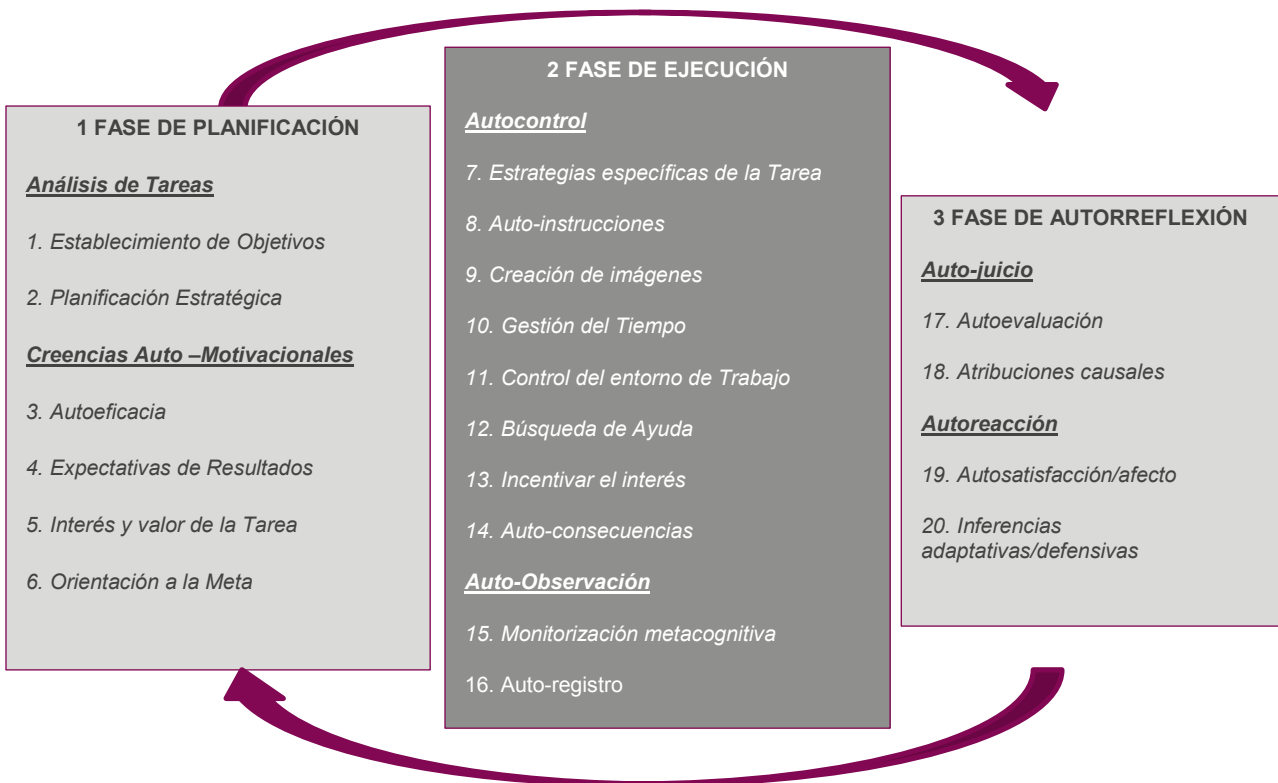 1 FASE DE PLANIFICACIÓN
Análisis de Tareas
1. Establecimiento de Objetivos
2. Planificación Estratégica
Creencias Auto –Motivacionales
3. Autoeficacia
4. Expectativas de Resultados
5. Interés y valor de la Tarea
6. Orientación a la Meta
2 FASE DE EJECUCIÓN
Autocontrol
7. Estrategias específicas de la Tarea
8. Auto-instrucciones
9. Creación de imágenes
10. Gestión del Tiempo
11. Control del entorno de Trabajo
12. Búsqueda de Ayuda
13. Incentivar el interés
14. Auto-consecuencias
Auto-Observación
15. Monitorización metacognitiva
16. Auto-registro
3 FASE DE AUTORREFLEXIÓN
Auto-juicio
17. Autoevaluación
18. Atribuciones causales
Autoreacción
19. Autosatisfacción/afecto
20. Inferencias
adaptativas/defensivas